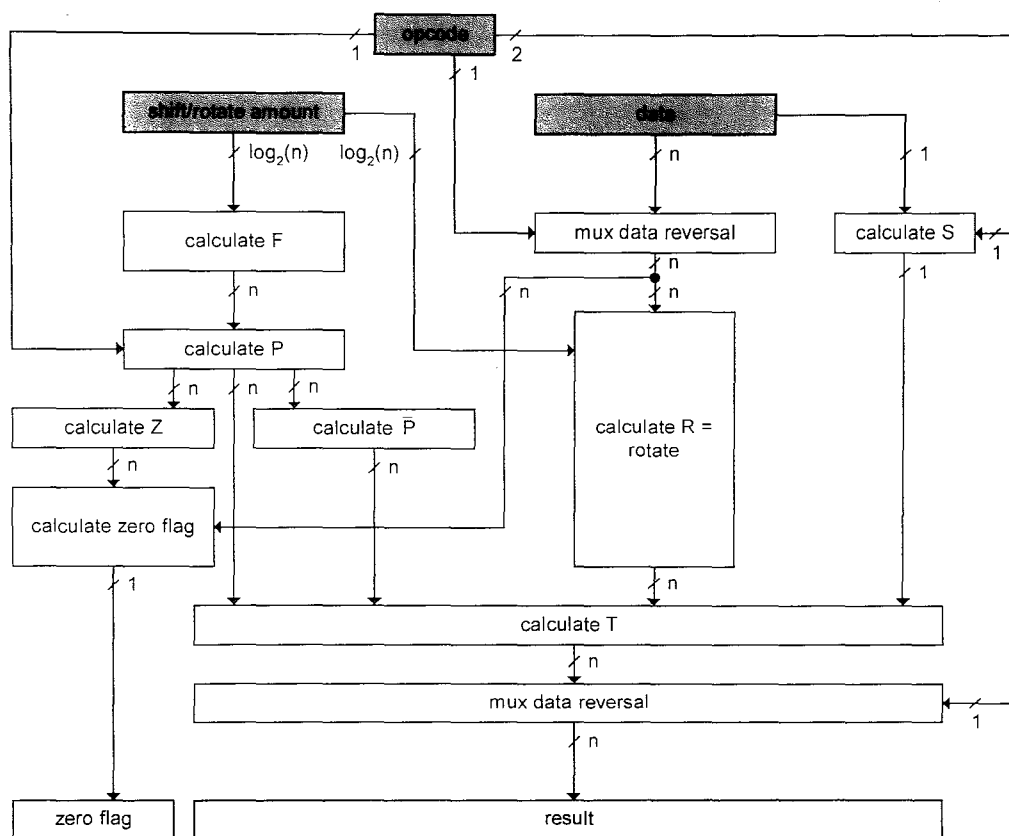 opcode
1
2
1
shift/rotate amount
data
log2(n)
log2(n)
n
1
calculate F
mux data reversal
calculate S
1
n
n
n
n
1
calculate P
n
n
n
calculate Z
calculate P̅
calculate R =
rotate
n
n
calculate zero flag
1
n
calculate T
n
mux data reversal
1
n
zero flag
result